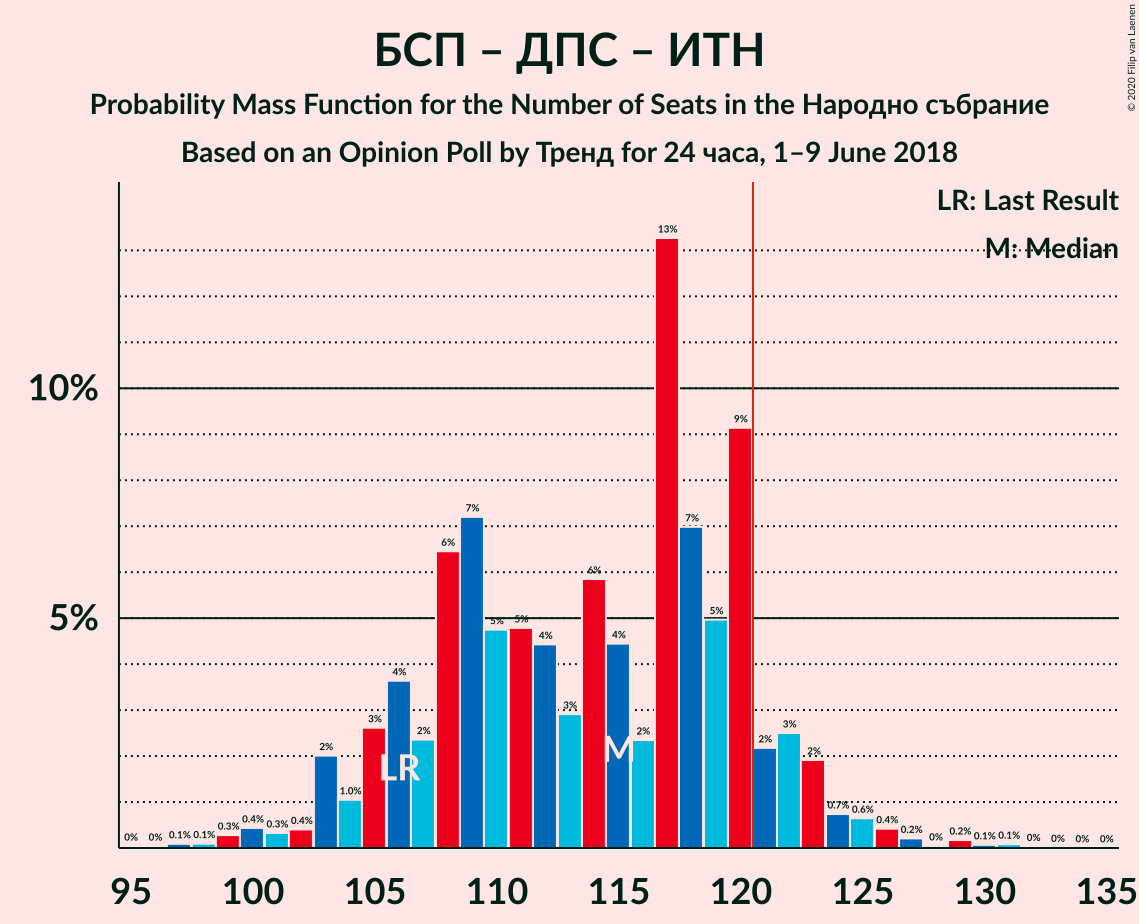 БСП – ДПС – ИТН
Probability Mass Function for the Number of Seats in the Народно събрание
Based on an Opinion Poll by Тренд for 24 часа, 1–9 June 2018
© 2020 Filip van Laenen
LR: Last Result
M: Median
10%
5%
0% 0% 0.1% 0.1% 0.3% 0.4% 0.3% 0.4% 2% 1.0% 3% 4% 2% 6% 7% 5% 5% 4% 3% 6% 4% 2% 13% 7% 5% 9% 2% 3% 2% 0.7% 0.6% 0.4% 0.2% 0% 0.2% 0.1% 0.1% 0% 0% 0% 0%
LR M
95 100 105 110 115 120 125 130 135